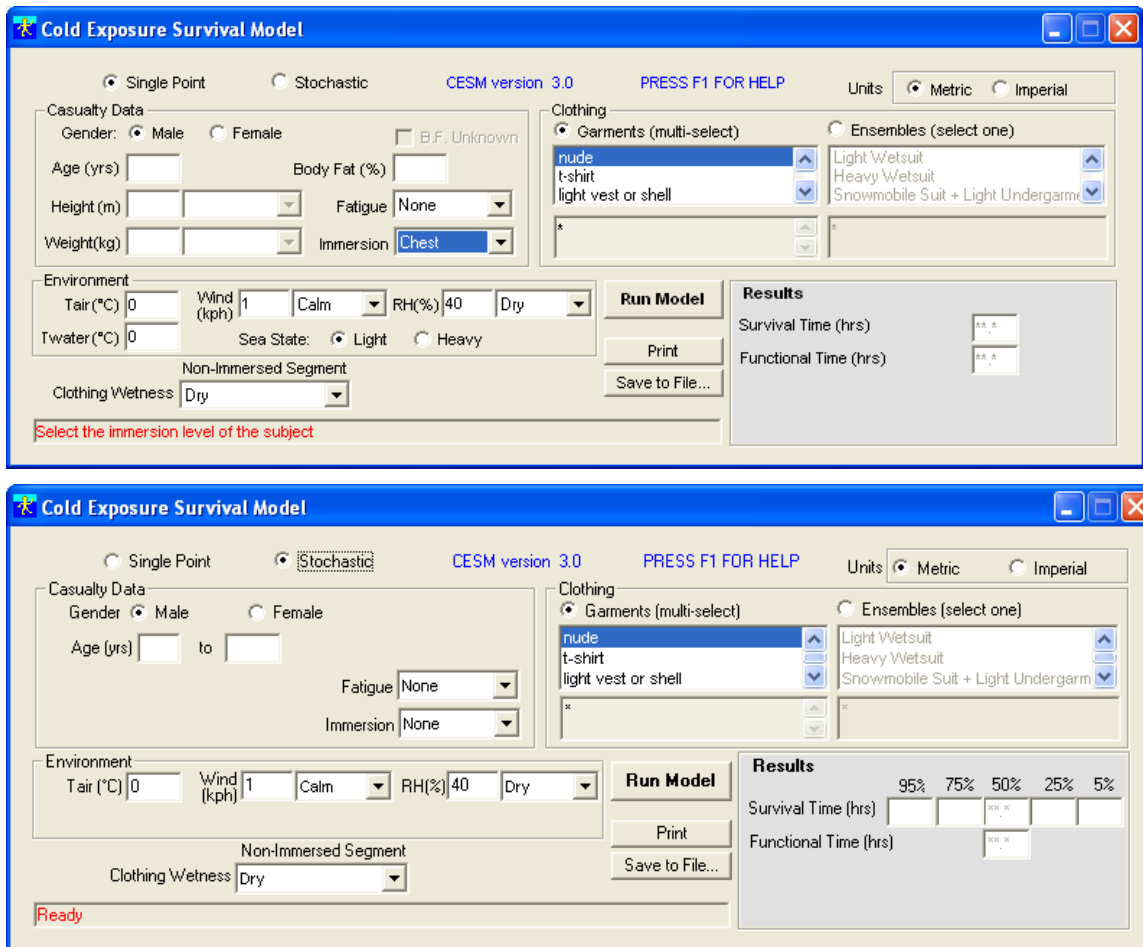 Cold Exposure Survival Model
Single Point Stochastic CESM version 3.0 PRESS F1 FOR HELP Units Metric Imperial
Casualty Data
Gender: Male Female B.F. Unknown
Age (yrs) Body Fat (%)
Height (m) Fatigue None
Weight(kg) Immersion Chest
Clothing
Garments (multi-select) Ensembles (select one)
nude Light Wetsuit
t-shirt Heavy Wetsuit
light vest or shell Snowmobile Suit + Light Undergarme
* *
Environment
Tair(°C) 0 Wind (kph) 1 Calm RH(%) 40 Dry
Twater(°C) 0 Sea State: Light Heavy
Non-Immersed Segment
Clothing Wetness Dry
Run Model
Print
Save to File...
Results
Survival Time (hrs) **.*
Functional Time (hrs) **.*
Select the immersion level of the subject
Cold Exposure Survival Model
Single Point Stochastic CESM version 3.0 PRESS F1 FOR HELP Units Metric Imperial
Casualty Data
Gender Male Female
Age (yrs) to
Fatigue None
Immersion None
Clothing
Garments (multi-select) Ensembles (select one)
nude Light Wetsuit
t-shirt Heavy Wetsuit
light vest or shell Snowmobile Suit + Light Undergarm
* *
Environment
Tair (°C) 0 Wind (kph) 1 Calm RH(%) 40 Dry
Non-Immersed Segment
Clothing Wetness Dry
Run Model
Print
Save to File...
Results
95% 75% 50% 25% 5%
Survival Time (hrs) **.*
Functional Time (hrs) **.*
Ready